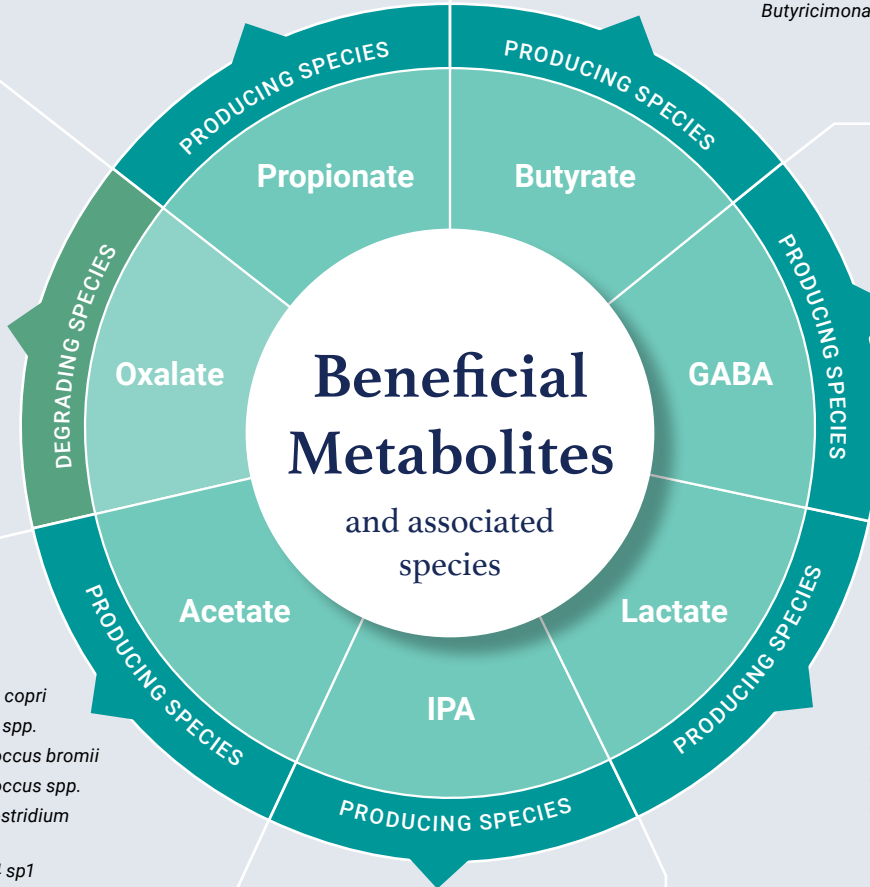 Butyricimona
PRODUCING SPECIES
PRODUCING SPECIES
Propionate
Butyrate
DEGRADING SPECIES
PRODUCING SPECIES
Oxalate
GABA
Beneficial
Metabolites
and associated
species
Acetate
Lactate
PRODUCING SPECIES
PRODUCING SPECIES
IPA
PRODUCING SPECIES
copri
spp.
occus bromii
occus spp.
stridium
sp1